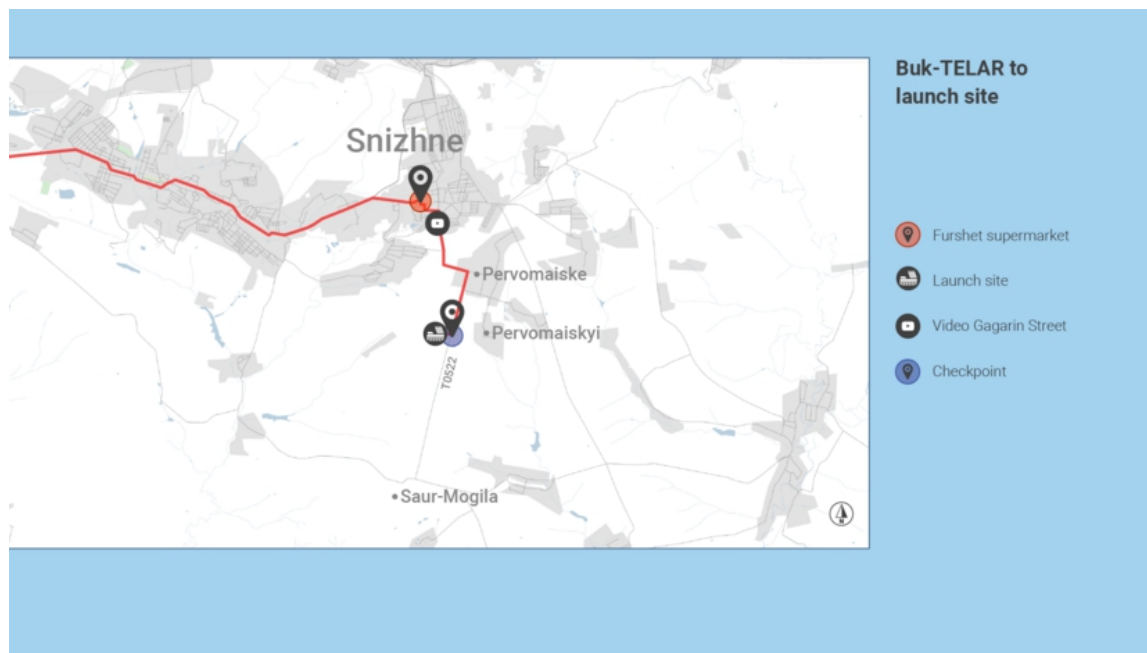 Buk-TELAR to
launch site
Snizhne
Pervomaiske
Pervomaiskyi
T0522
Saur-Mogila
Furshet supermarket
Launch site
Video Gagarin Street
Checkpoint
N